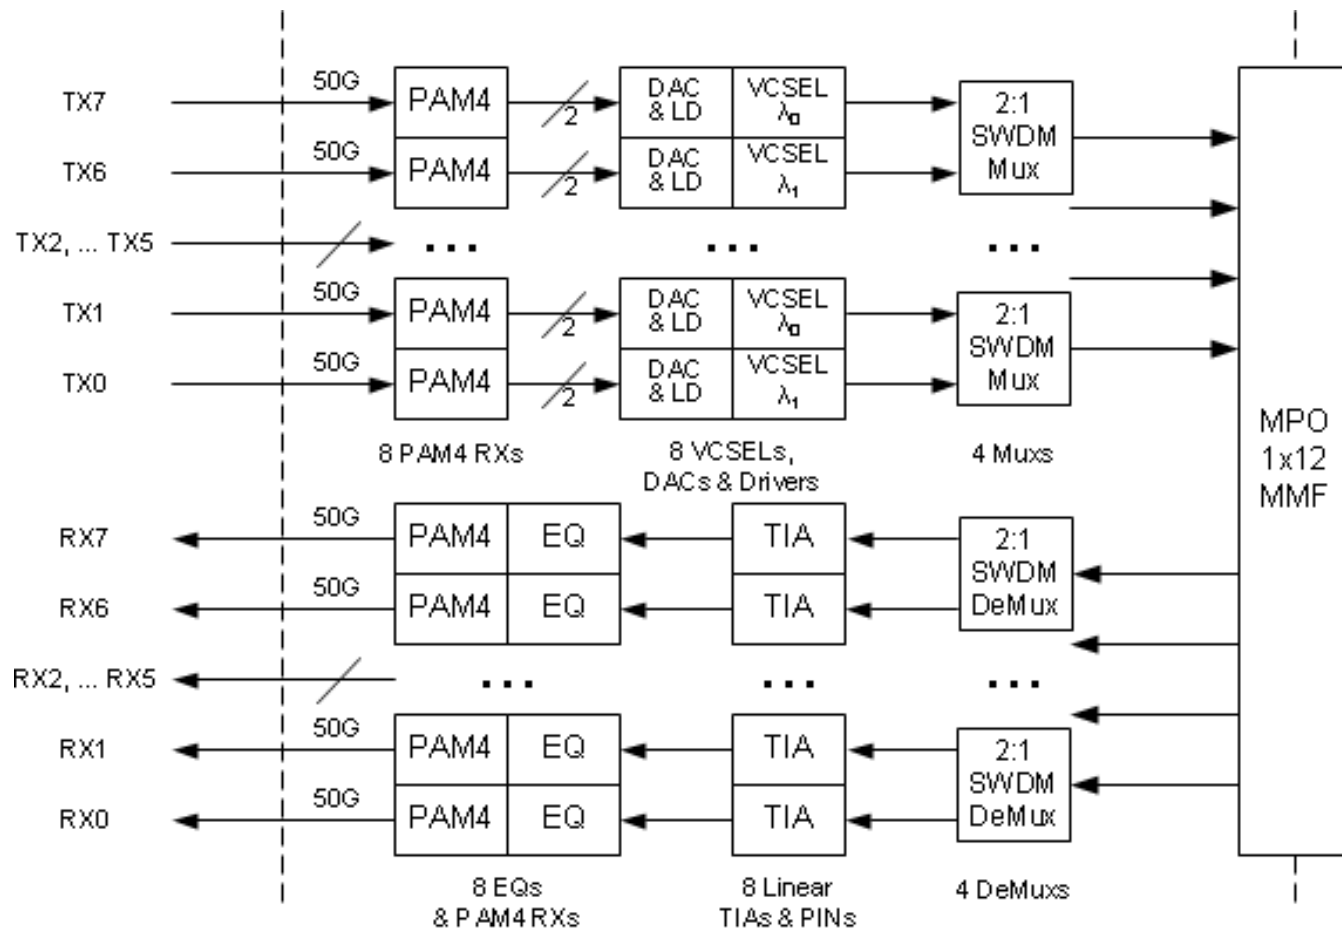 TX7 50G PAM4 2 DAC VCSEL 2:1
& LD λ0 SWDM
TX6 50G PAM4 2 DAC VCSEL Mux
& LD λ1
TX2, ... TX5 ... ... ...
TX1 50G PAM4 2 DAC VCSEL 2:1
& LD λ0 SWDM
TX0 50G PAM4 2 DAC VCSEL Mux
& LD λ1
8 PAM4 RXs 8 VCSELs, 4 Muxs
DACs & Drivers
MPO
1x12
MMF
RX7 50G PAM4 EQ TIA 2:1
SWDM
RX6 50G PAM4 EQ TIA DeMux
RX2, ... RX5 ... ... ...
RX1 50G PAM4 EQ TIA 2:1
SWDM
RX0 50G PAM4 EQ TIA DeMux
8 EQs 8 Linear 4 DeMuxs
& PAM4 RXs TIAs & PINs